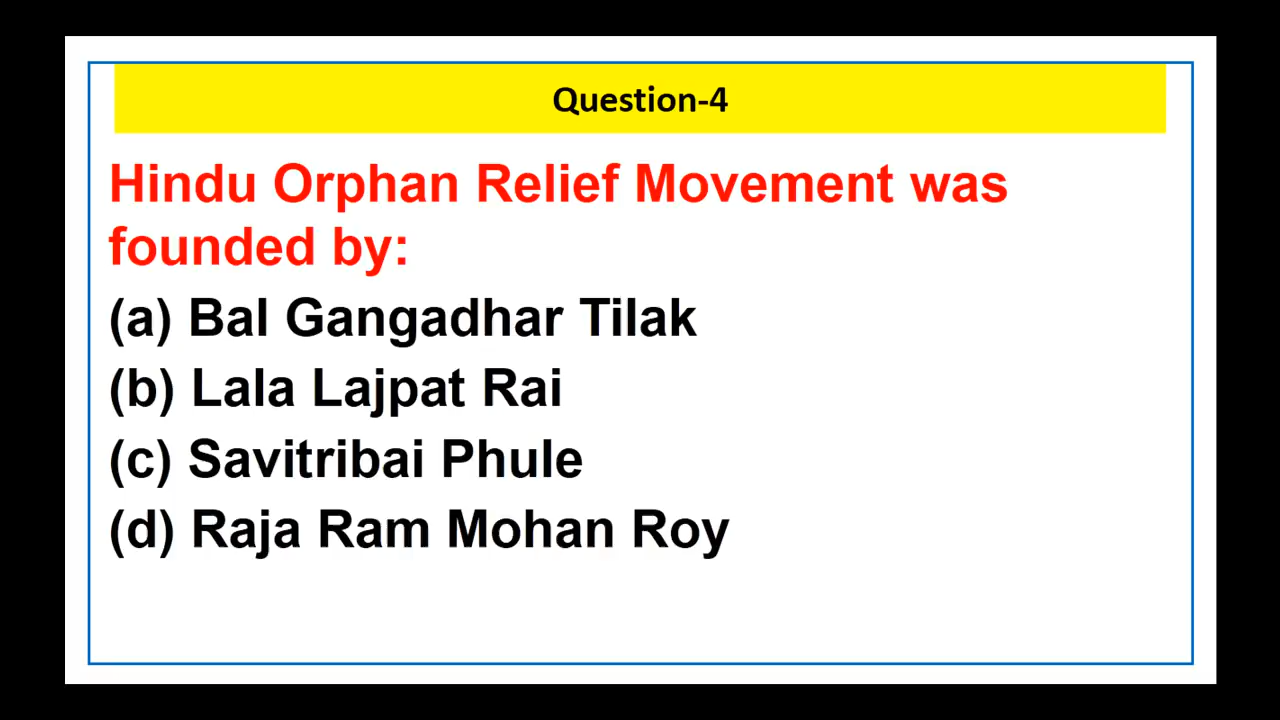 Question-4
Hindu Orphan Relief Movement was
founded by:
(a) Bal Gangadhar Tilak
(b) Lala Lajpat Rai
(c) Savitribai Phule
(d) Raja Ram Mohan Roy